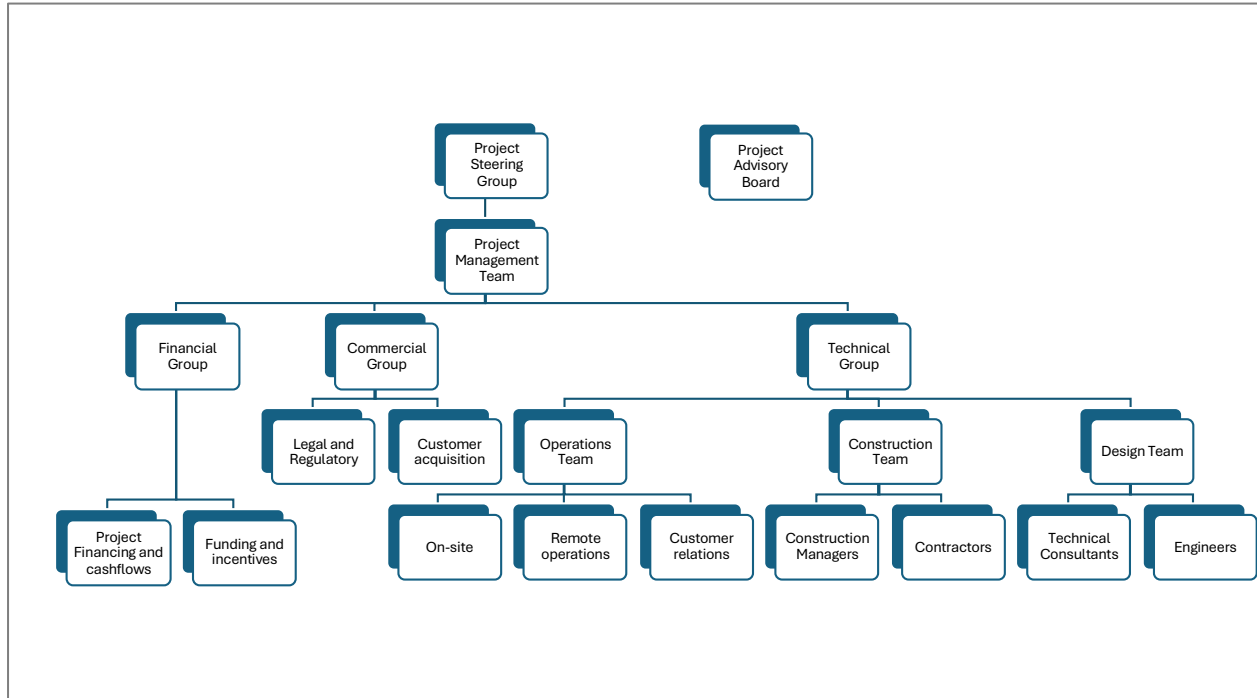 Project
Steering
Group
Project
Advisory
Board
Project
Management
Team
Financial
Group
Commercial
Group
Technical
Group
Legal and
Regulatory
Customer
acquisition
Operations
Team
Construction
Team
Design Team
Project
Financing and
cashflows
Funding and
incentives
On-site
Remote
operations
Customer
relations
Construction
Managers
Contractors
Technical
Consultants
Engineers